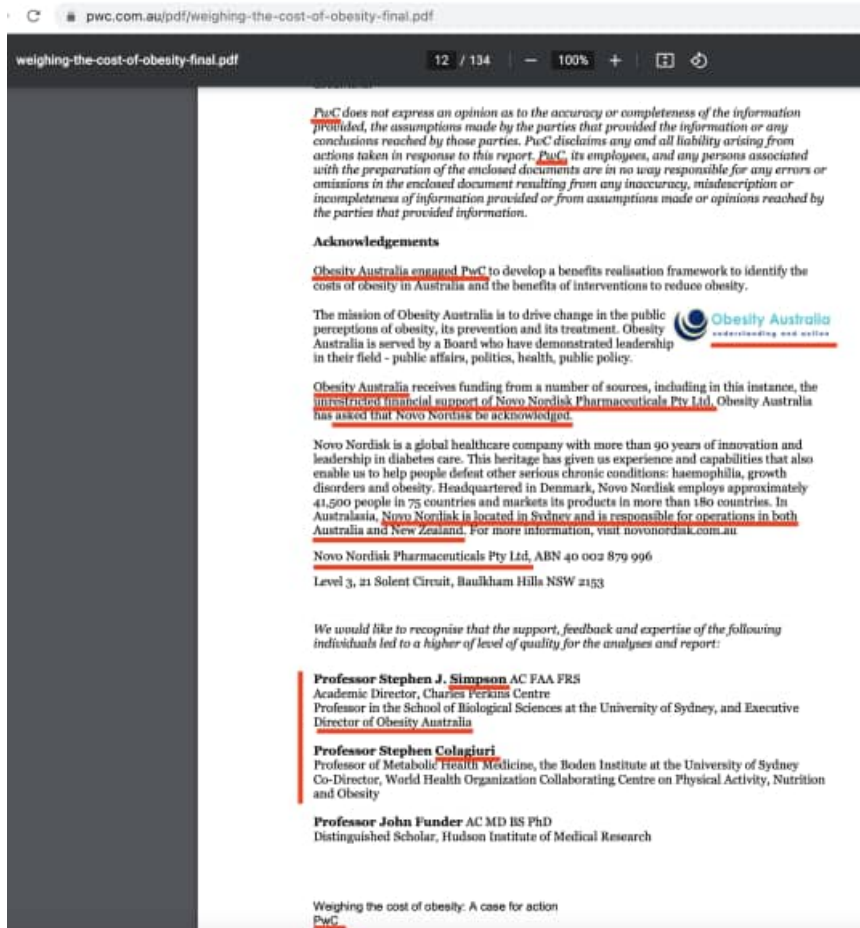 pwc.com.au/pdf/weighing-the-cost-of-obesity-final.pdf
weighing-the-cost-of-obesity-final.pdf
12 / 134
100%
PwC does not express an opinion as to the accuracy or completeness of the information
provided, the assumptions made by the parties that provided the information or any
conclusions reached by those parties. PwC disclaims any and all liability arising from
actions taken in response to this report. PwC, its employees, and any persons associated
with the preparation of the enclosed documents are in no way responsible for any errors or
omissions in the enclosed document resulting from any inaccuracy, misdescription or
incompleteness of information provided or from assumptions made or opinions reached by
the parties that provided information.
Acknowledgements
Obesity Australia engaged PwC to develop a benefits realisation framework to identify the
costs of obesity in Australia and the benefits of interventions to reduce obesity.
The mission of Obesity Australia is to drive change in the public
perceptions of obesity, its prevention and its treatment. Obesity
Australia is served by a Board who have demonstrated leadership
in their field - public affairs, politics, health, public policy.
Obesity Australia
understanding and action
Obesity Australia receives funding from a number of sources, including in this instance, the
unrestricted financial support of Novo Nordisk Pharmaceuticals Pty Ltd. Obesity Australia
has asked that Novo Nordisk be acknowledged.
Novo Nordisk is a global healthcare company with more than 90 years of innovation and
leadership in diabetes care. This heritage has given us experience and capabilities that also
enable us to help people defeat other serious chronic conditions: haemophilia, growth
disorders and obesity. Headquartered in Denmark, Novo Nordisk employs approximately
41,500 people in 75 countries and markets its products in more than 180 countries. In
Australasia, Novo Nordisk is located in Sydney and is responsible for operations in both
Australia and New Zealand. For more information, visit novonordisk.com.au
Novo Nordisk Pharmaceuticals Pty Ltd, ABN 40 002 879 996
Level 3, 21 Solent Circuit, Baulkham Hills NSW 2153
We would like to recognise that the support, feedback and expertise of the following
individuals led to a higher of level of quality for the analyses and report:
Professor Stephen J. Simpson AC FAA FRS
Academic Director, Charles Perkins Centre
Professor in the School of Biological Sciences at the University of Sydney, and Executive
Director of Obesity Australia
Professor Stephen Colagiuri
Professor of Metabolic Health Medicine, the Boden Institute at the University of Sydney
Co-Director, World Health Organization Collaborating Centre on Physical Activity, Nutrition
and Obesity
Professor John Funder AC MD BS PhD
Distinguished Scholar, Hudson Institute of Medical Research
Weighing the cost of obesity: A case for action
PwC